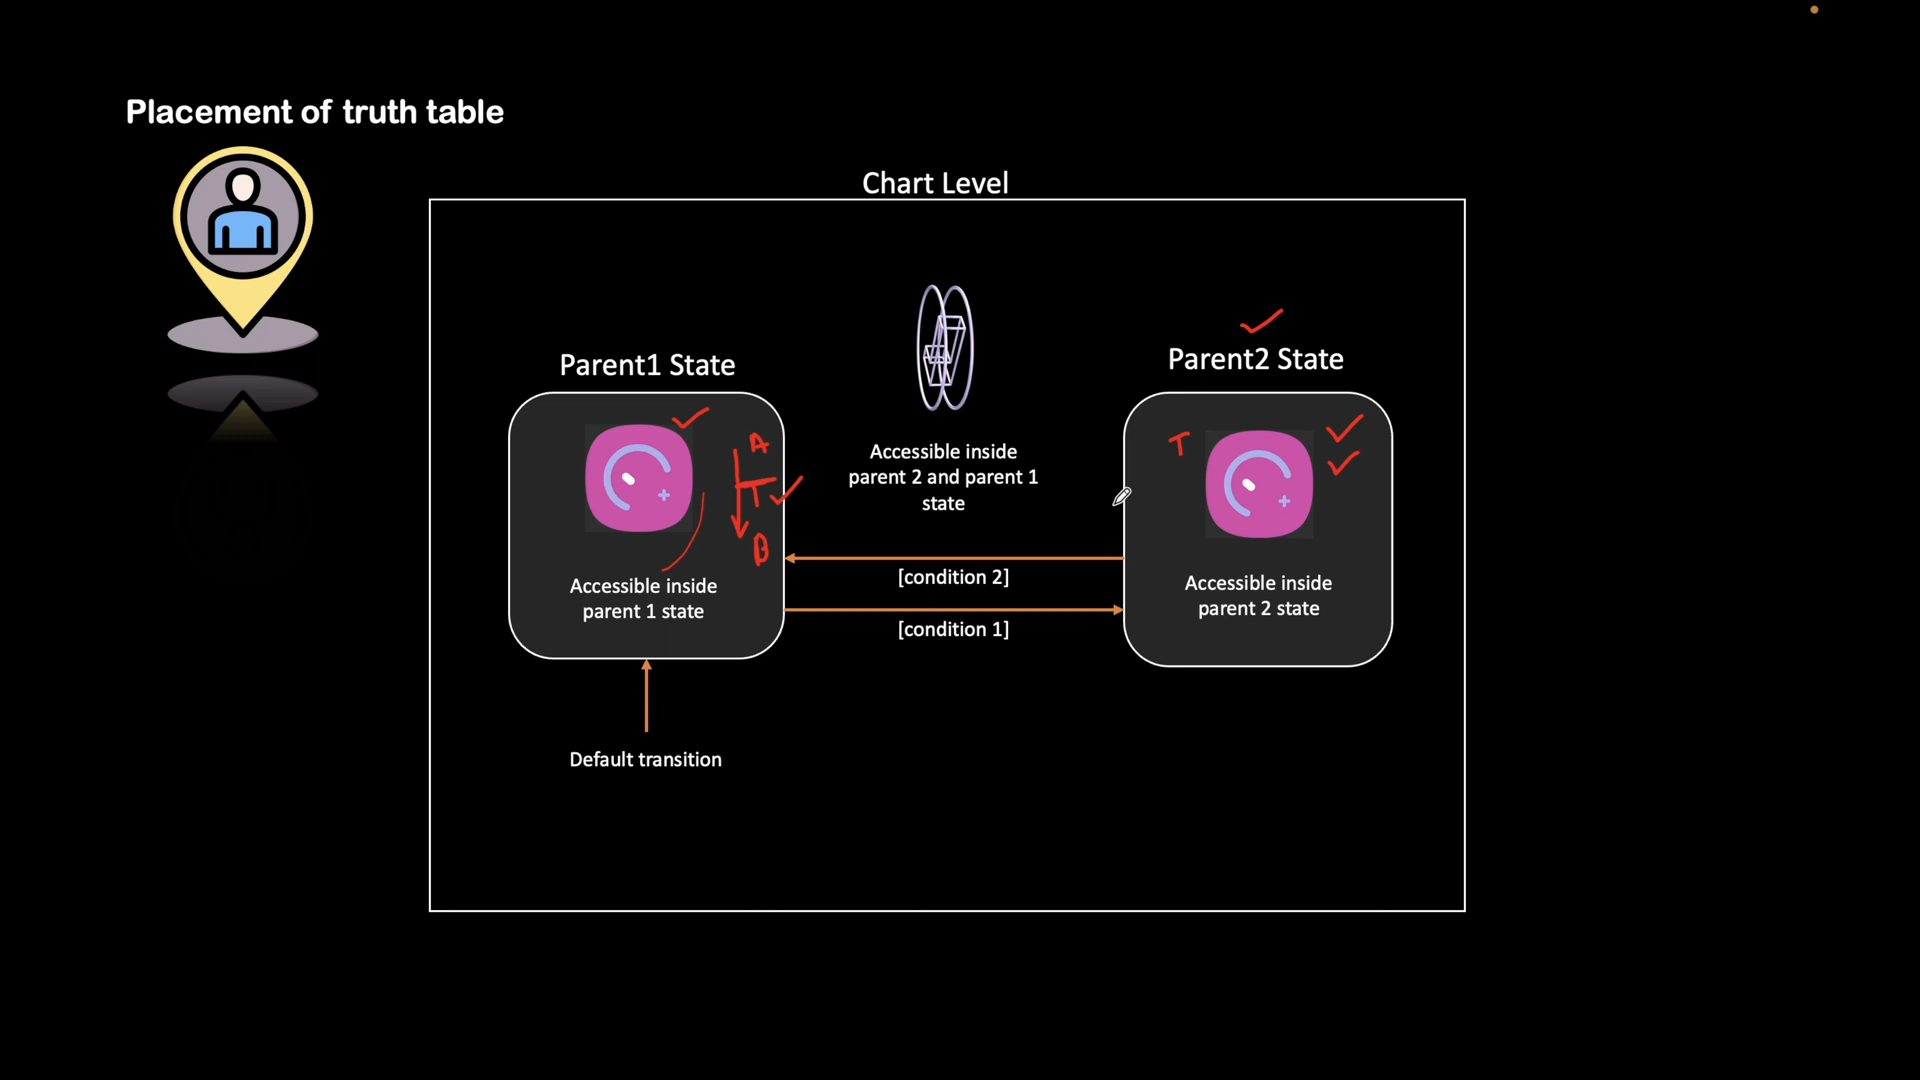 Placement of truth table
Chart Level
Parent1 State
Parent2 State
A
T
B
T
Accessible inside
parent 2 and parent 1
state
[condition 2]
[condition 1]
Accessible inside
parent 1 state
Accessible inside
parent 2 state
Default transition